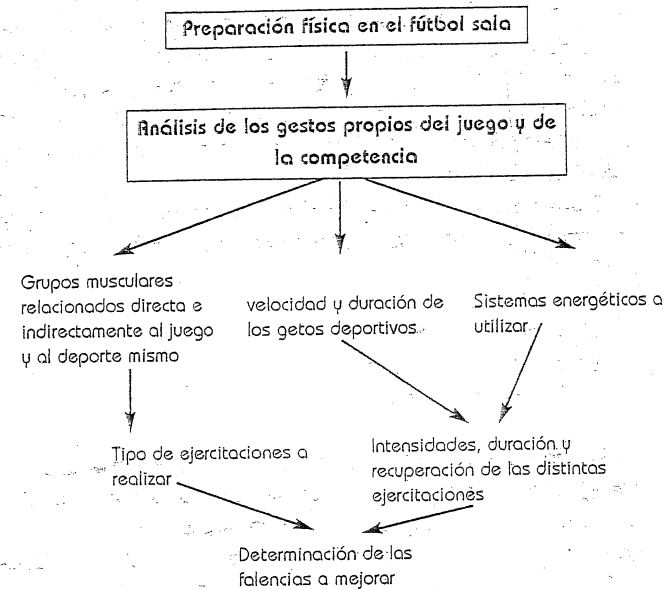 Preparación física en el fútbol sala
Análisis de los gestos propios del juego y de
la competencia
Grupos musculares
relacionados directa e
indirectamente al juego
y al deporte mismo
velocidad y duración de
los getos deportivos.
Sistemas energéticos a
utilizar
Tipo de ejercitaciones a
realizar
Intensidades, duración y
recuperación de las distintas
ejercitaciones
Determinación de las
falencias a mejorar